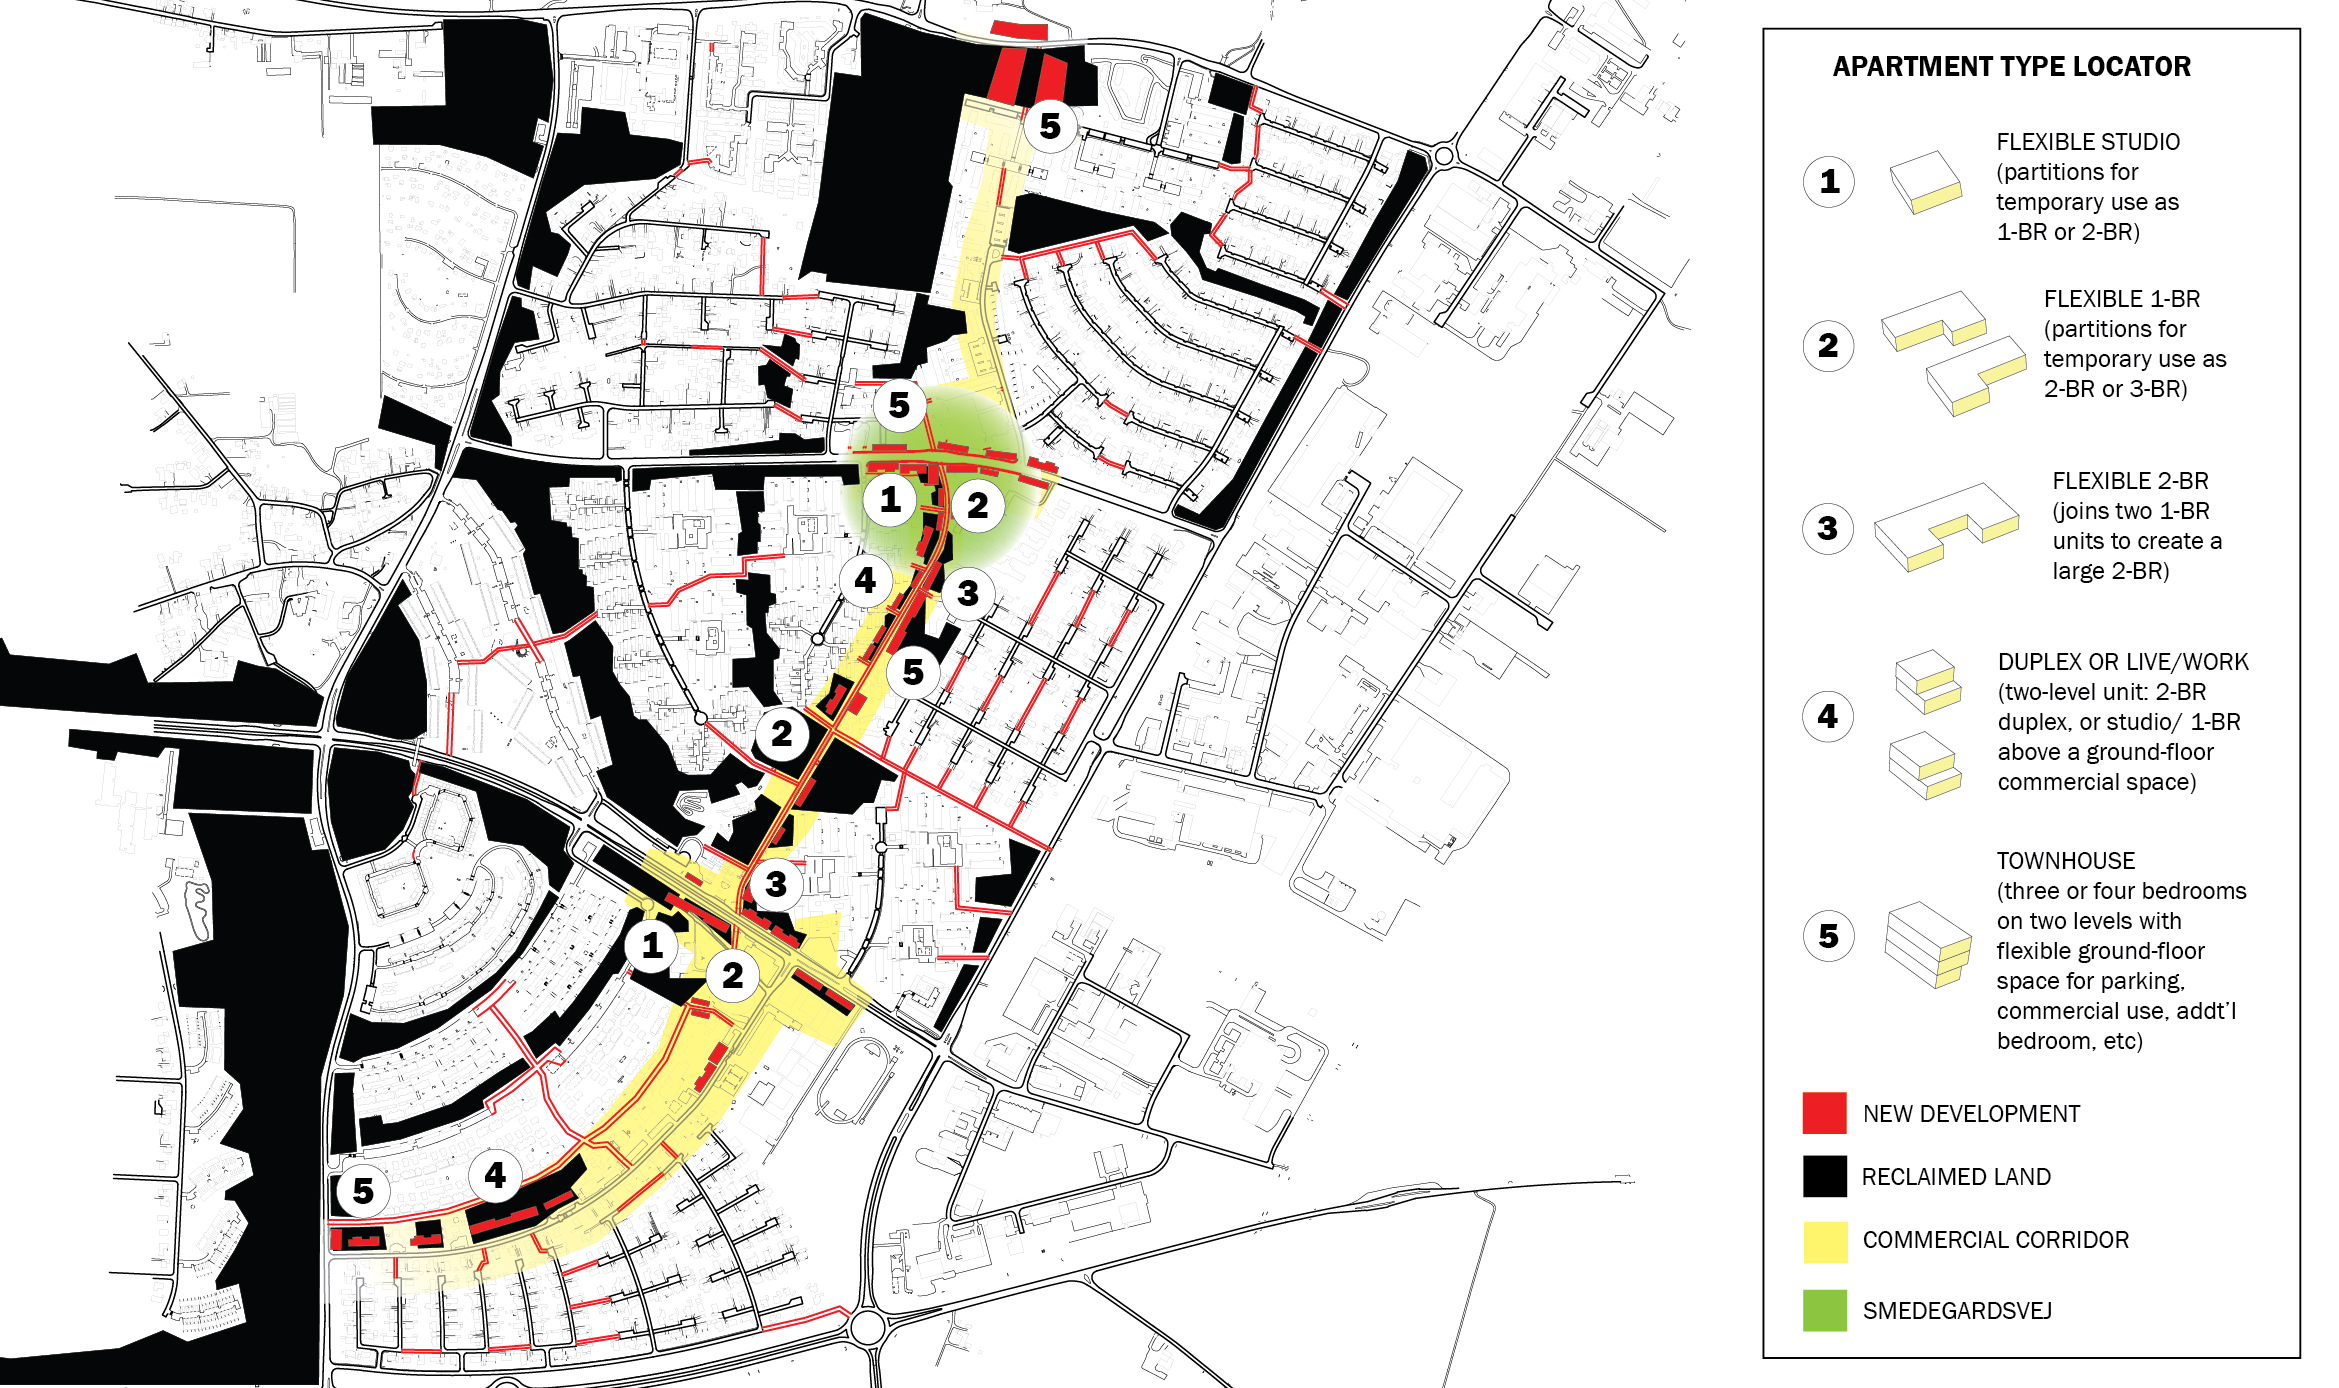 5
5
1
2
4
3
5
2
3
1
2
4
5
APARTMENT TYPE LOCATOR
1
FLEXIBLE STUDIO
(partitions for
temporary use as
1-BR or 2-BR)
2
FLEXIBLE 1-BR
(partitions for
temporary use as
2-BR or 3-BR)
3
FLEXIBLE 2-BR
(joins two 1-BR
units to create a
large 2-BR)
4
DUPLEX OR LIVE/WORK
(two-level unit: 2-BR
duplex, or studio/ 1-BR
above a ground-floor
commercial space)
5
TOWNHOUSE
(three or four bedrooms
on two levels with
flexible ground-floor
space for parking,
commercial use, addt'l
bedroom, etc)
NEW DEVELOPMENT
RECLAIMED LAND
COMMERCIAL CORRIDOR
SMEDEGARDSVEJ